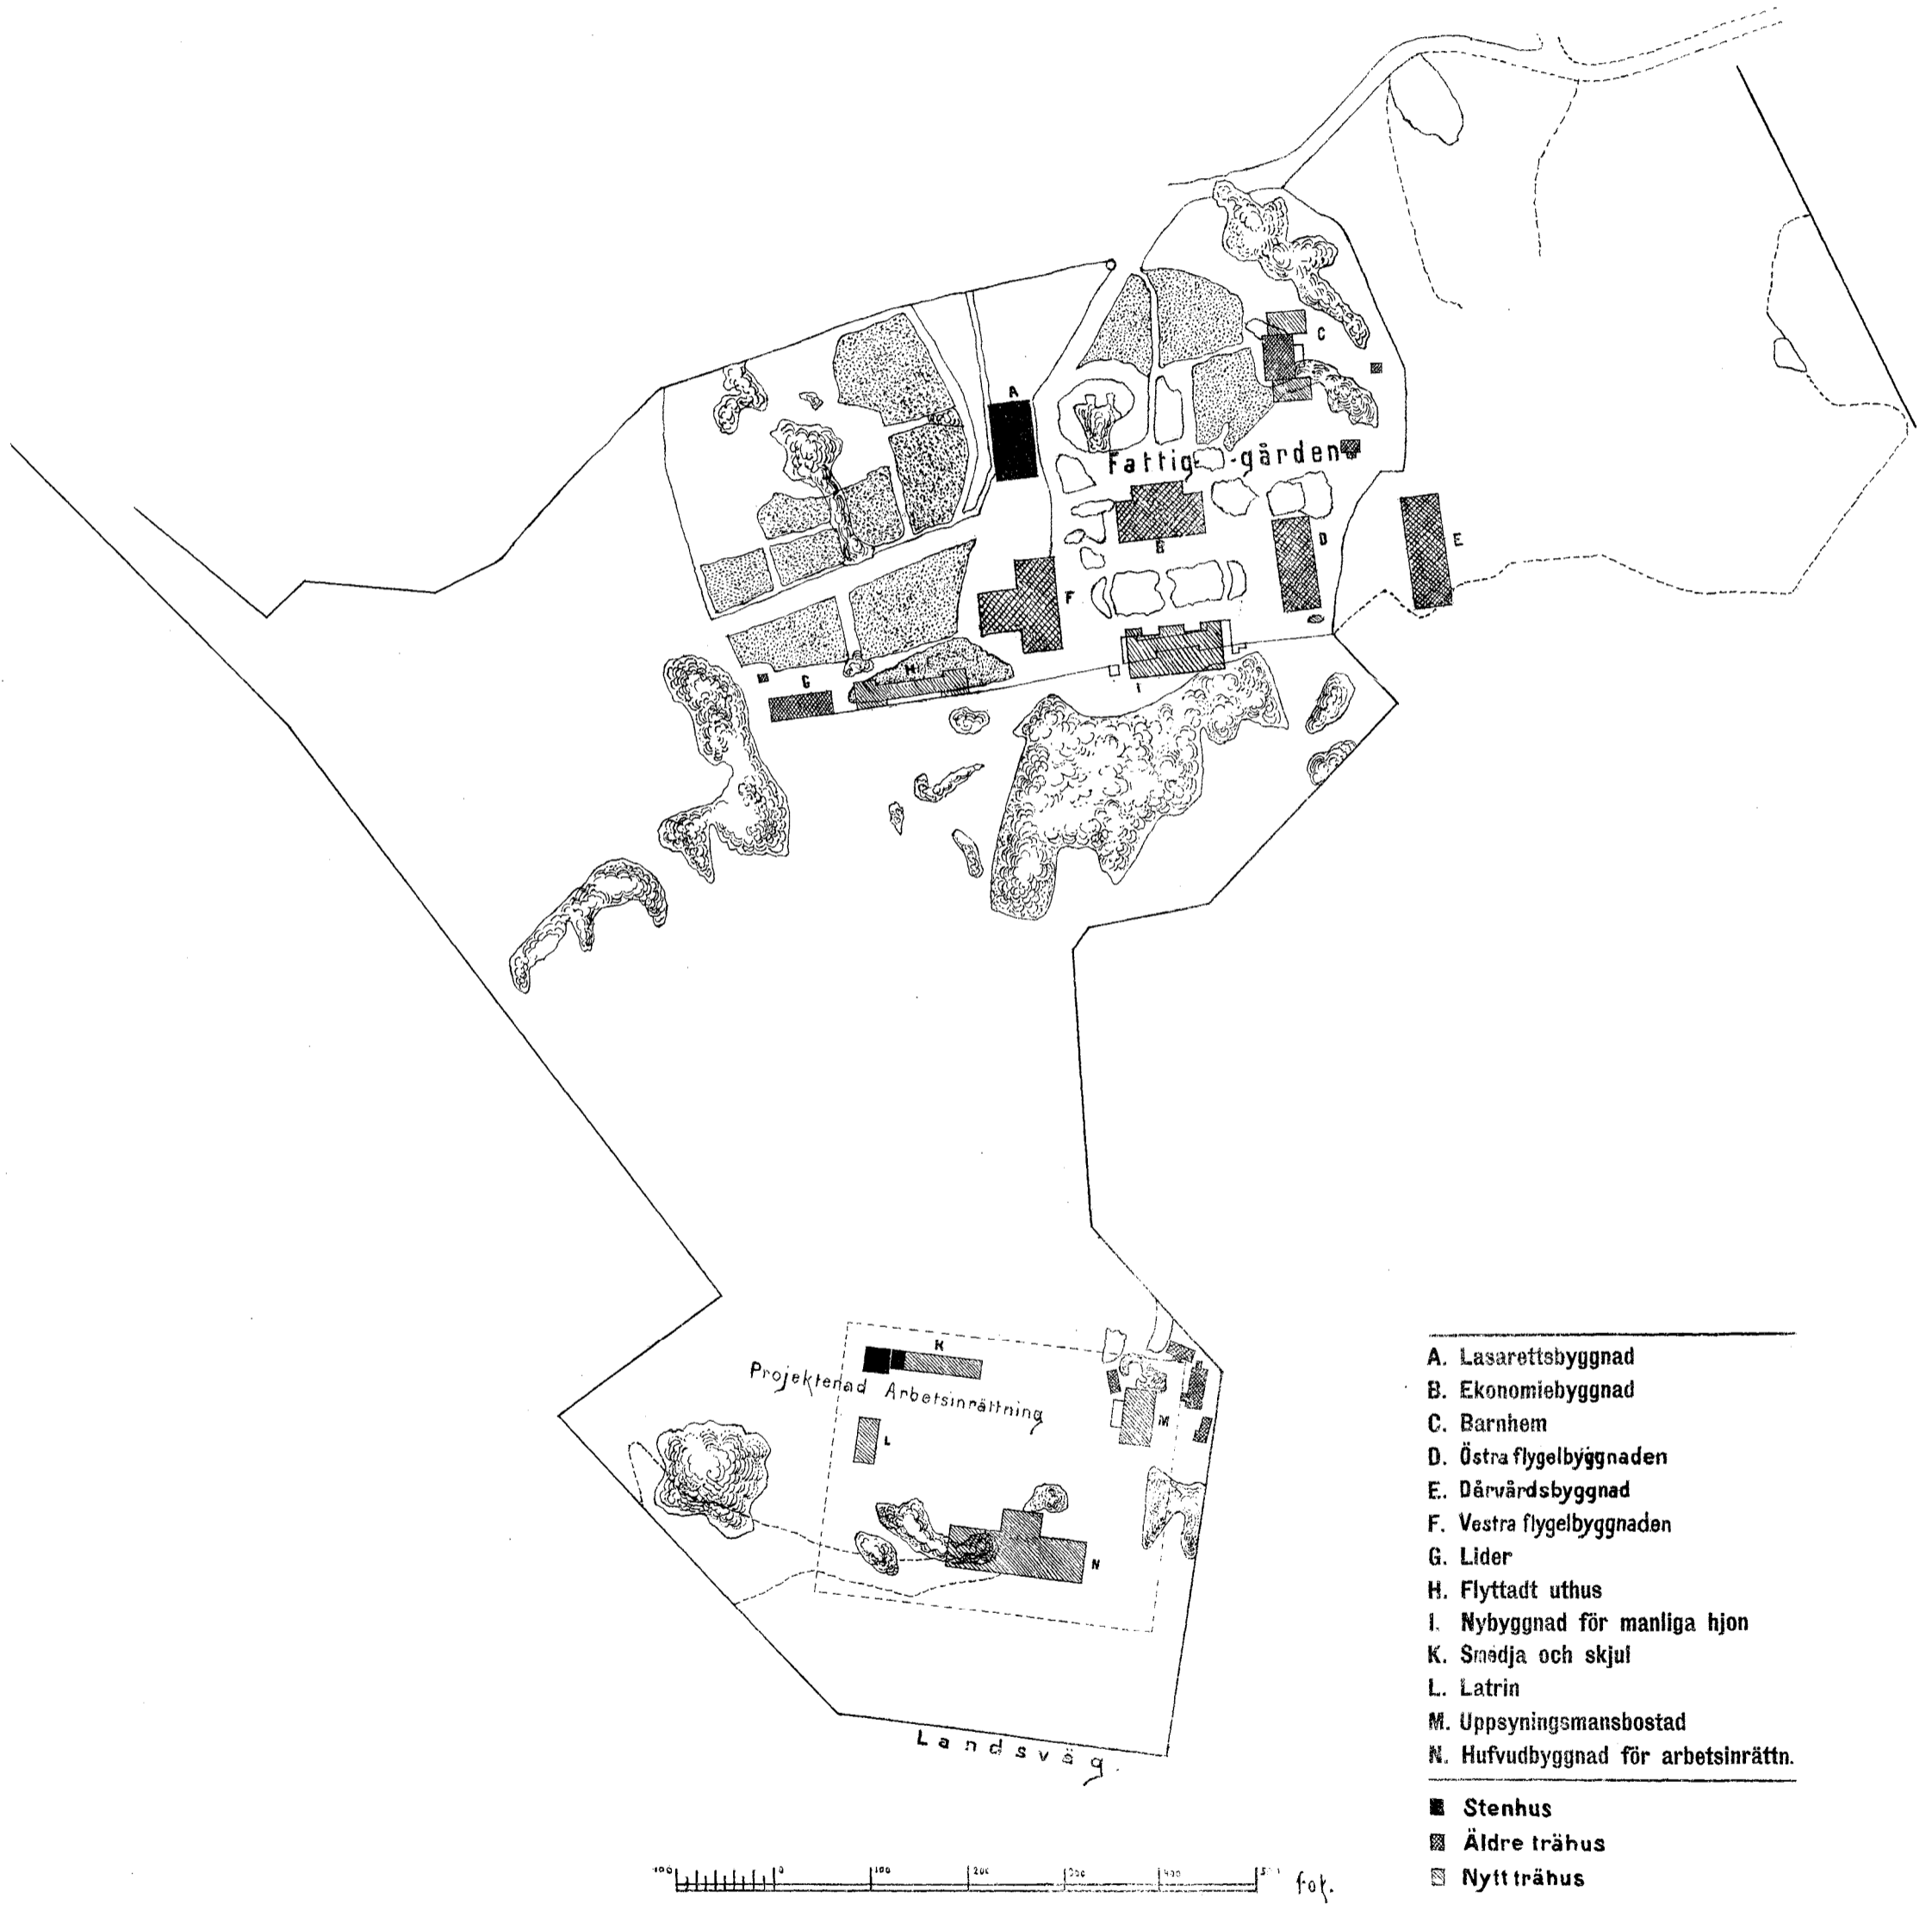 A
C
Fattig-gården
B
D
E
F
G
H
I
K
Projekterad Arbetsinrättning
L
M
N
Landsväg.
A. Lasarettsbyggnad
B. Ekonomiebyggnad
C. Barnhem
D. Östra flygelbyggnaden
E. Dårvårdsbyggnad
F. Vestra flygelbyggnaden
G. Lider
H. Flyttadt uthus
I. Nybyggnad för manliga hjon
K. Smedja och skjul
L. Latrin
M. Uppsyningsmansbostad
N. Hufvudbyggnad för arbetsinrättn.
Stenhus
Äldre trähus
Nytt trähus
100 0 100 200 300 400 fot.